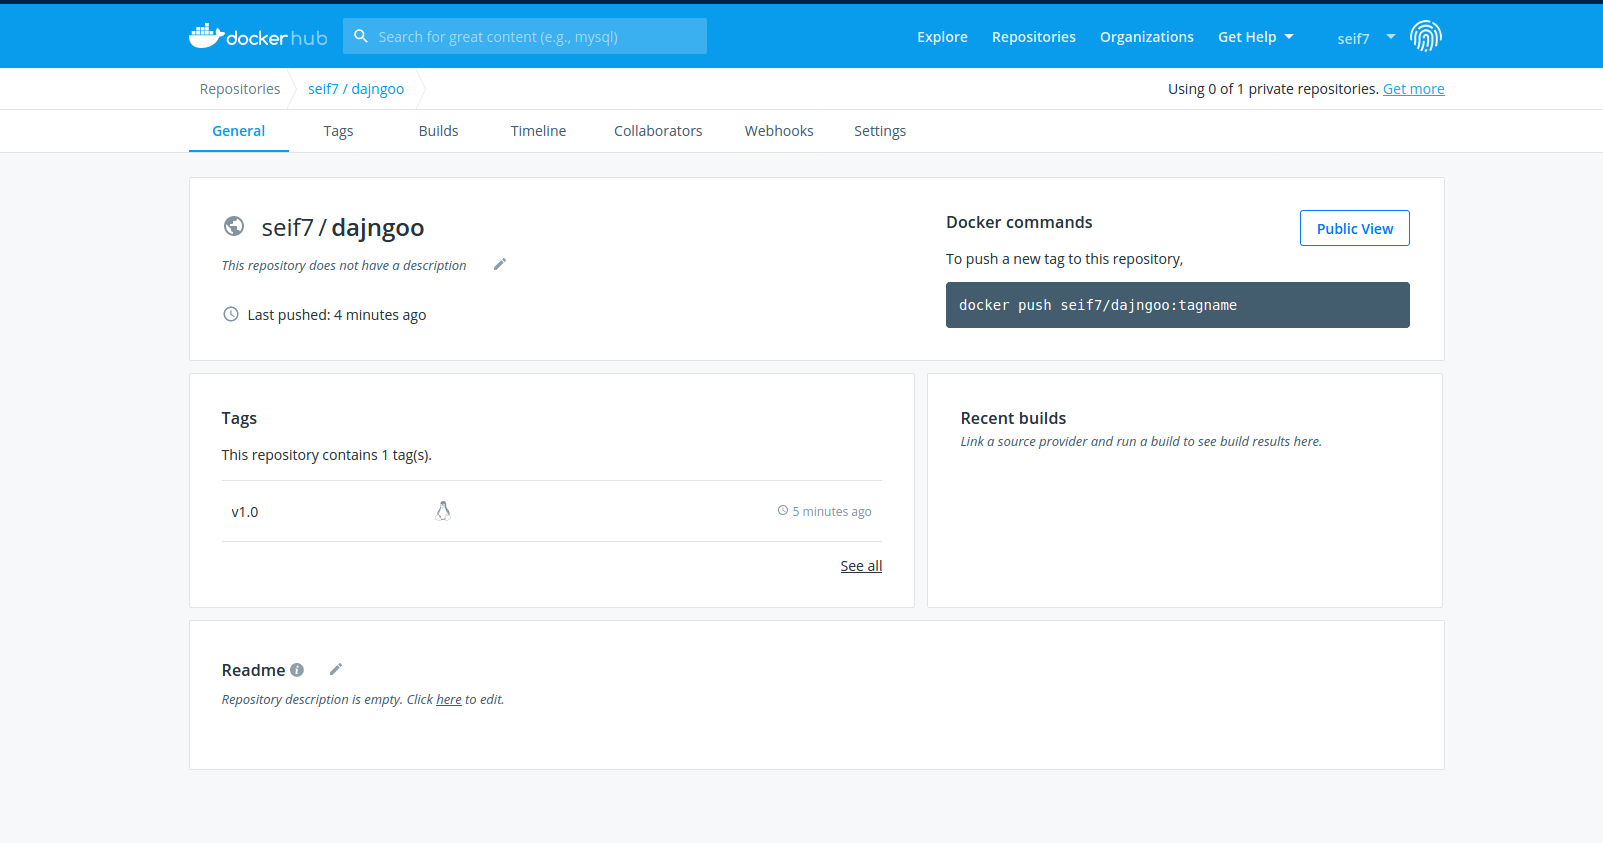 docker hub
Search for great content (e.g., mysql)
Explore
Repositories
Organizations
Get Help
seif7
Repositories
seif7 / dajngoo
Using 0 of 1 private repositories. Get more
General
Tags
Builds
Timeline
Collaborators
Webhooks
Settings
seif7 / dajngoo
This repository does not have a description
Last pushed: 4 minutes ago
Docker commands
Public View
To push a new tag to this repository,
docker push seif7/dajngoo:tagname
Tags
This repository contains 1 tag(s).
v1.0
5 minutes ago
See all
Recent builds
Link a source provider and run a build to see build results here.
Readme
Repository description is empty. Click here to edit.